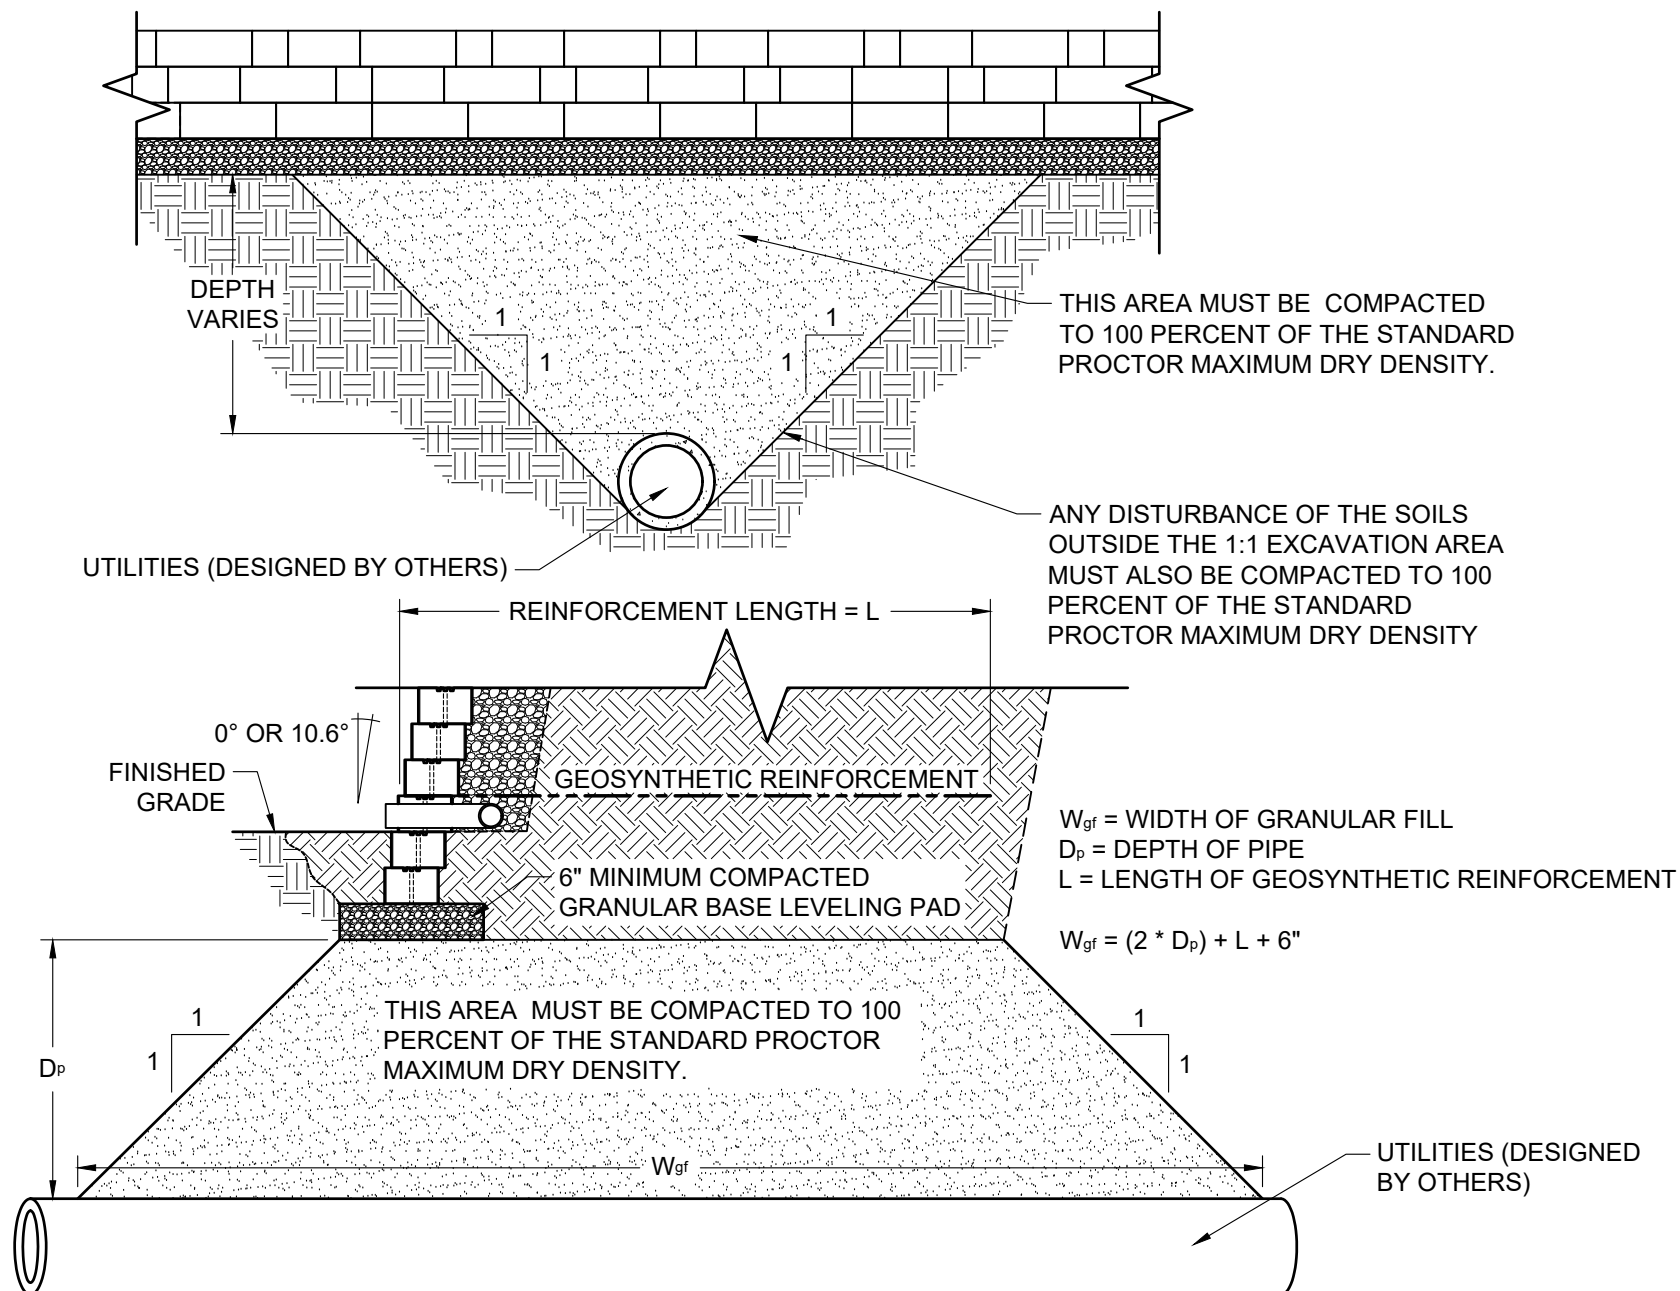 DEPTH
VARIES
1
1
1
1
THIS AREA MUST BE COMPACTED
TO 100 PERCENT OF THE STANDARD
PROCTOR MAXIMUM DRY DENSITY.
ANY DISTURBANCE OF THE SOILS
OUTSIDE THE 1:1 EXCAVATION AREA
MUST ALSO BE COMPACTED TO 100
PERCENT OF THE STANDARD
PROCTOR MAXIMUM DRY DENSITY
UTILITIES (DESIGNED BY OTHERS)
REINFORCEMENT LENGTH = L
0° OR 10.6°
FINISHED
GRADE
GEOSYNTHETIC REINFORCEMENT
6" MINIMUM COMPACTED
GRANULAR BASE LEVELING PAD
Wgf = WIDTH OF GRANULAR FILL
Dp = DEPTH OF PIPE
L = LENGTH OF GEOSYNTHETIC REINFORCEMENT
Wgf = (2 * Dp) + L + 6"
THIS AREA MUST BE COMPACTED TO 100
PERCENT OF THE STANDARD PROCTOR
MAXIMUM DRY DENSITY.
1
1
1
1
Dp
Wgf
UTILITIES (DESIGNED
BY OTHERS)